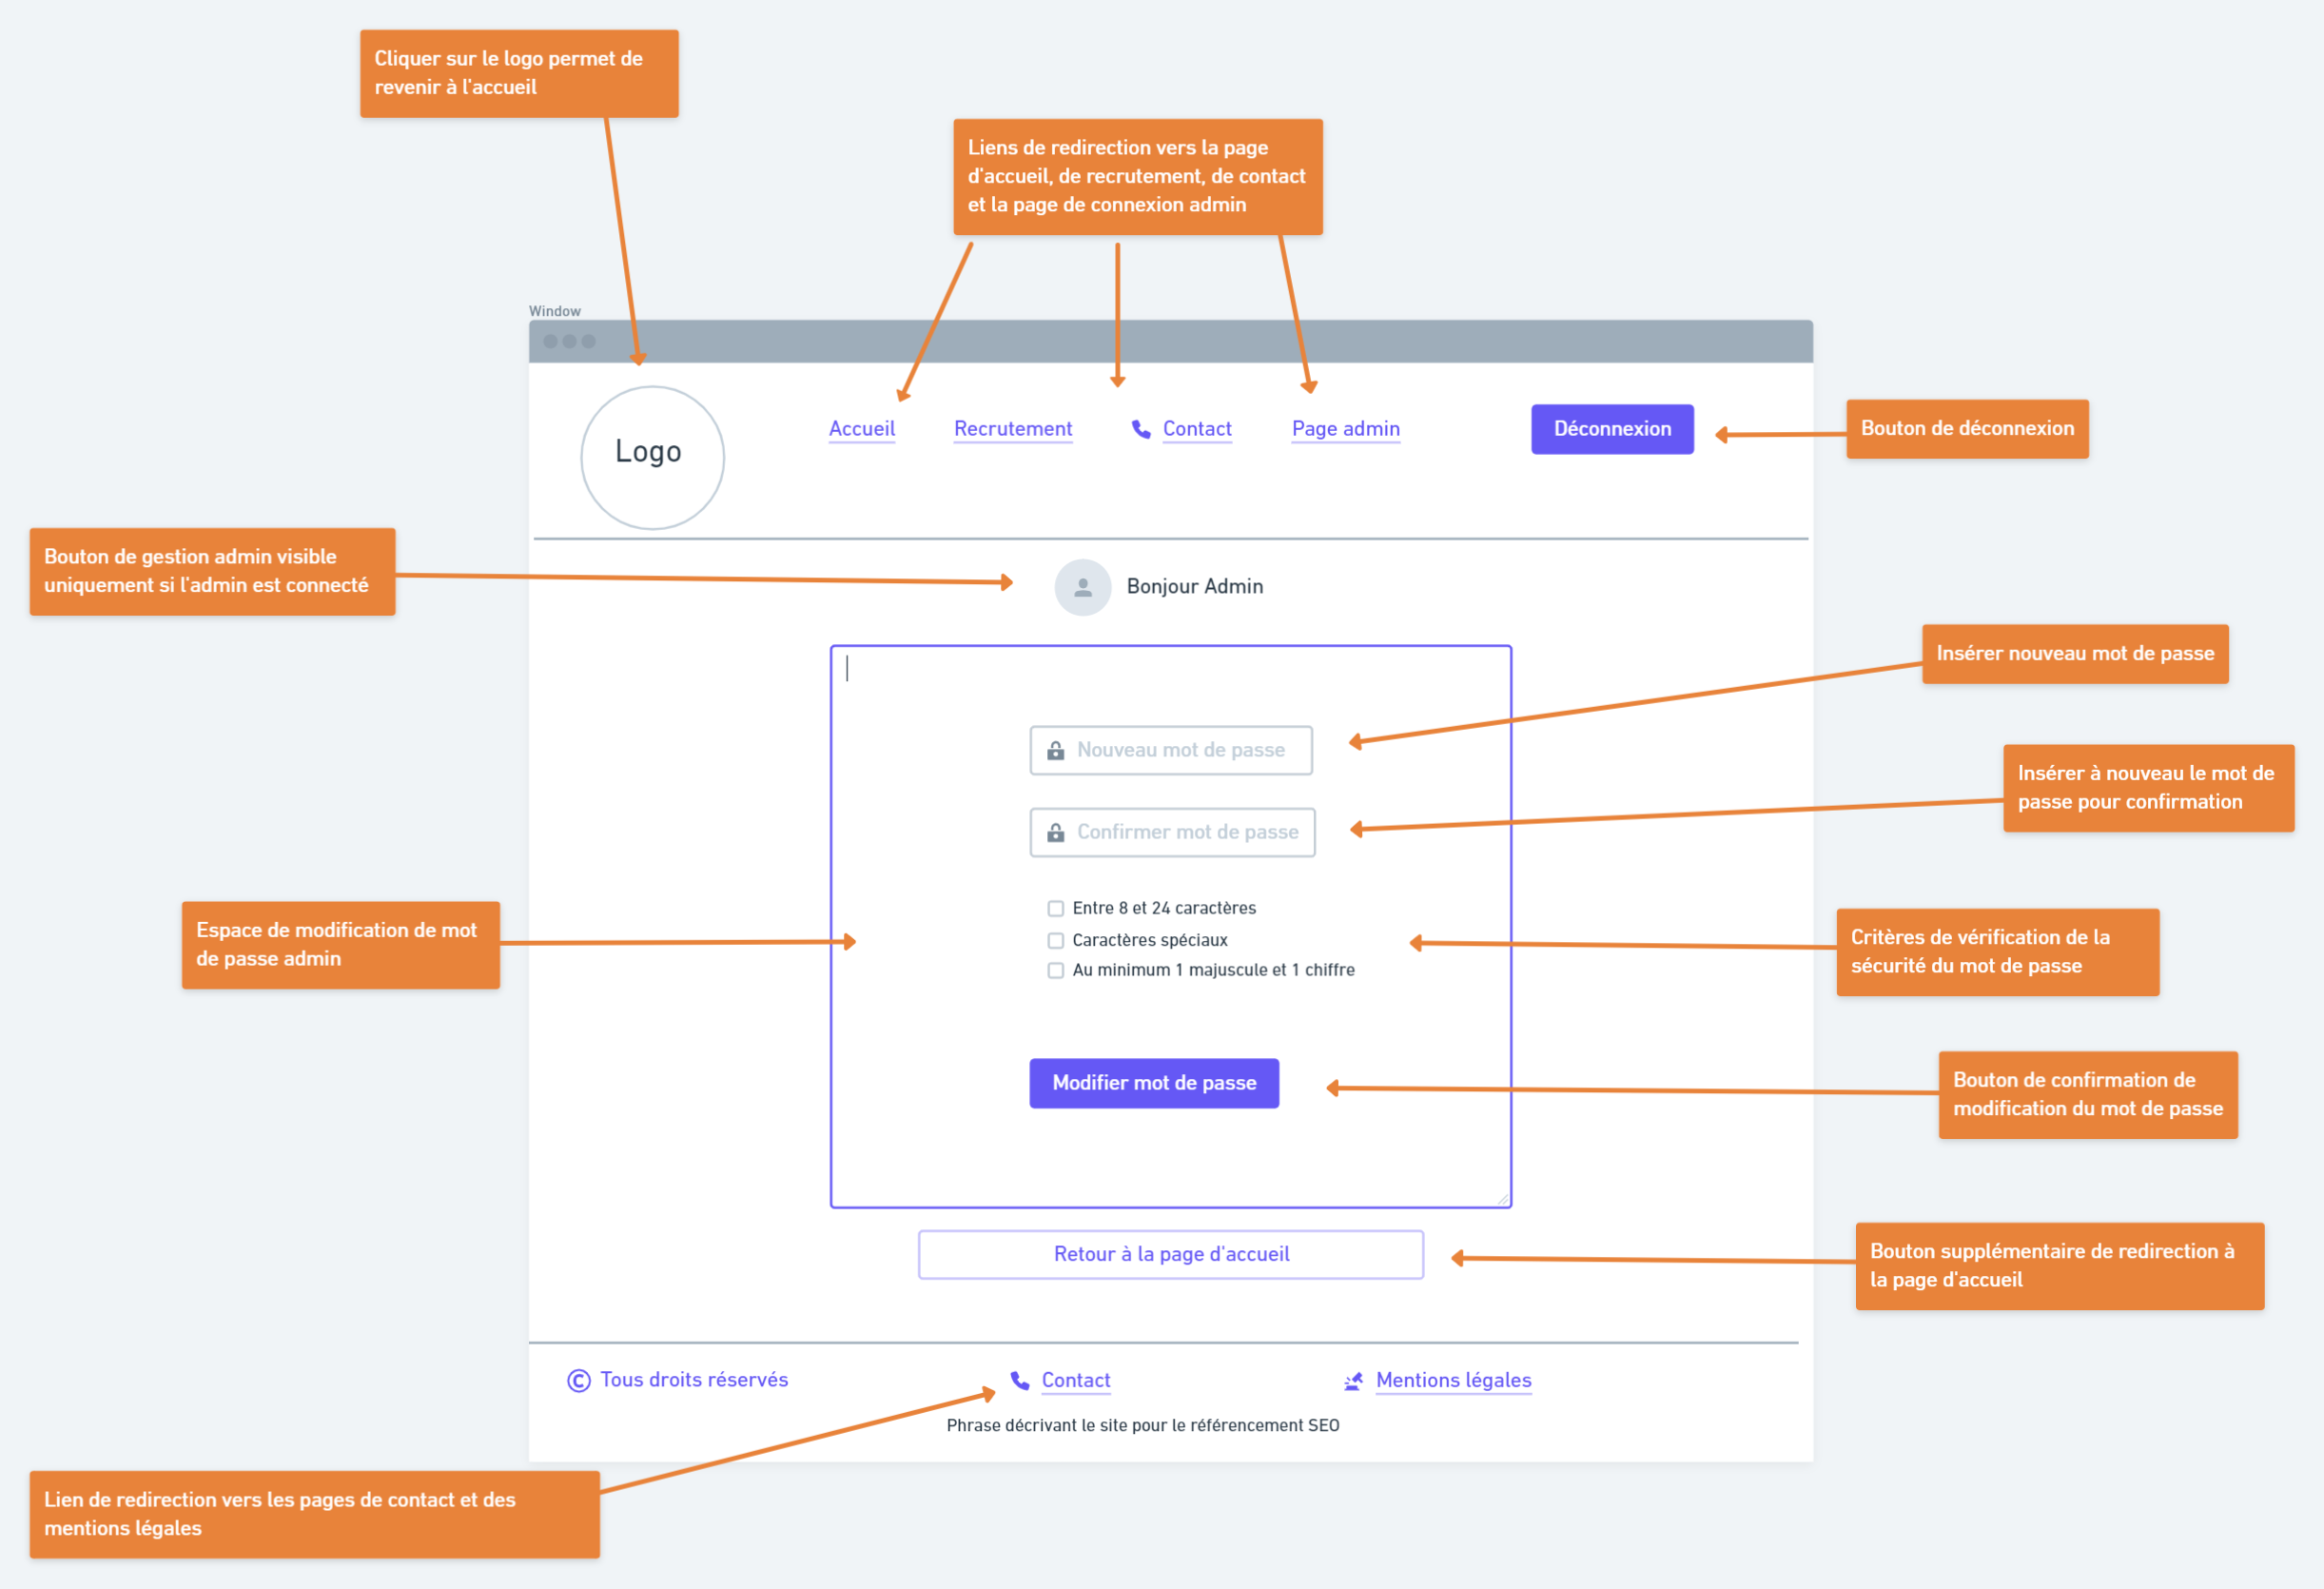 Cliquer sur le logo permet de
revenir à l'accueil
Liens de redirection vers la page
d'accueil, de recrutement, de contact
et la page de connexion admin
Window
Logo
Accueil
Recrutement
Contact
Page admin
Déconnexion
Bouton de déconnexion
Bouton de gestion admin visible
uniquement si l'admin est connecté
Bonjour Admin
Insérer nouveau mot de passe
Nouveau mot de passe
Insérer à nouveau le mot de
passe pour confirmation
Confirmer mot de passe
Espace de modification de mot
de passe admin
Entre 8 et 24 caractères
Caractères spéciaux
Au minimum 1 majuscule et 1 chiffre
Critères de vérification de la
sécurité du mot de passe
Modifier mot de passe
Bouton de confirmation de
modification du mot de passe
Retour à la page d'accueil
Bouton supplémentaire de redirection à
la page d'accueil
© Tous droits réservés
Contact
Mentions légales
Phrase décrivant le site pour le référencement SEO
Lien de redirection vers les pages de contact et des
mentions légales